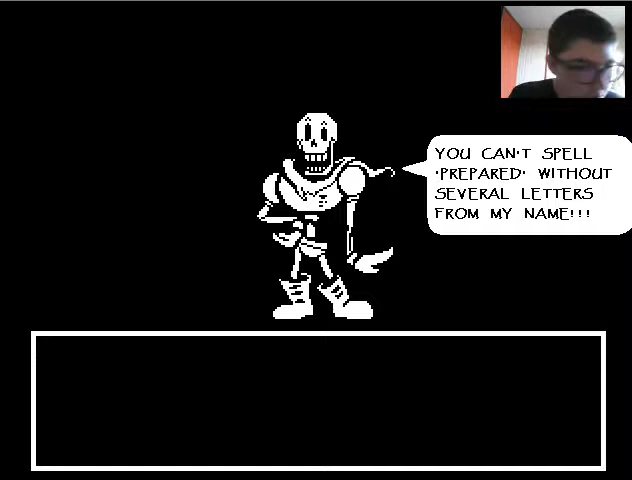 YOU CAN'T SPELL
'PREPARED' WITHOUT
SEVERAL LETTERS
FROM MY NAME!!!